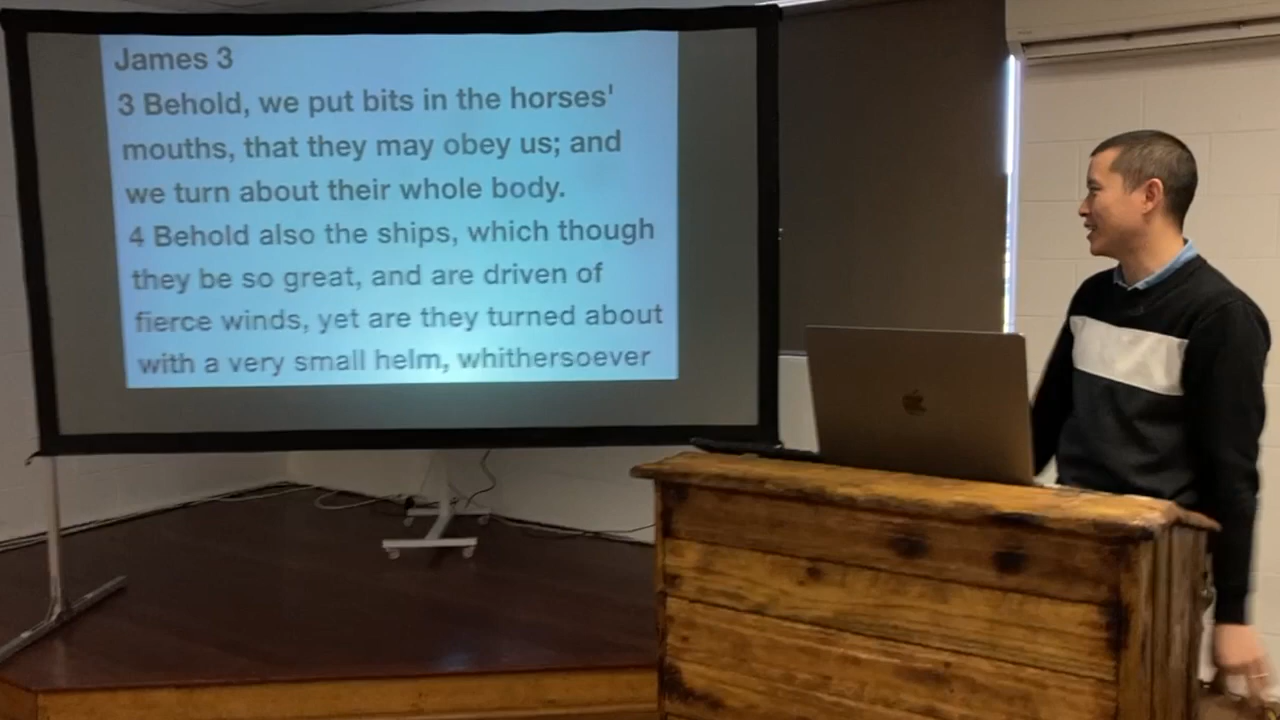 James 3
3 Behold, we put bits in the horses'
mouths, that they may obey us; and
we turn about their whole body.
4 Behold also the ships, which though
they be so great, and are driven of
fierce winds, yet are they turned about
with a very small helm, whithersoever